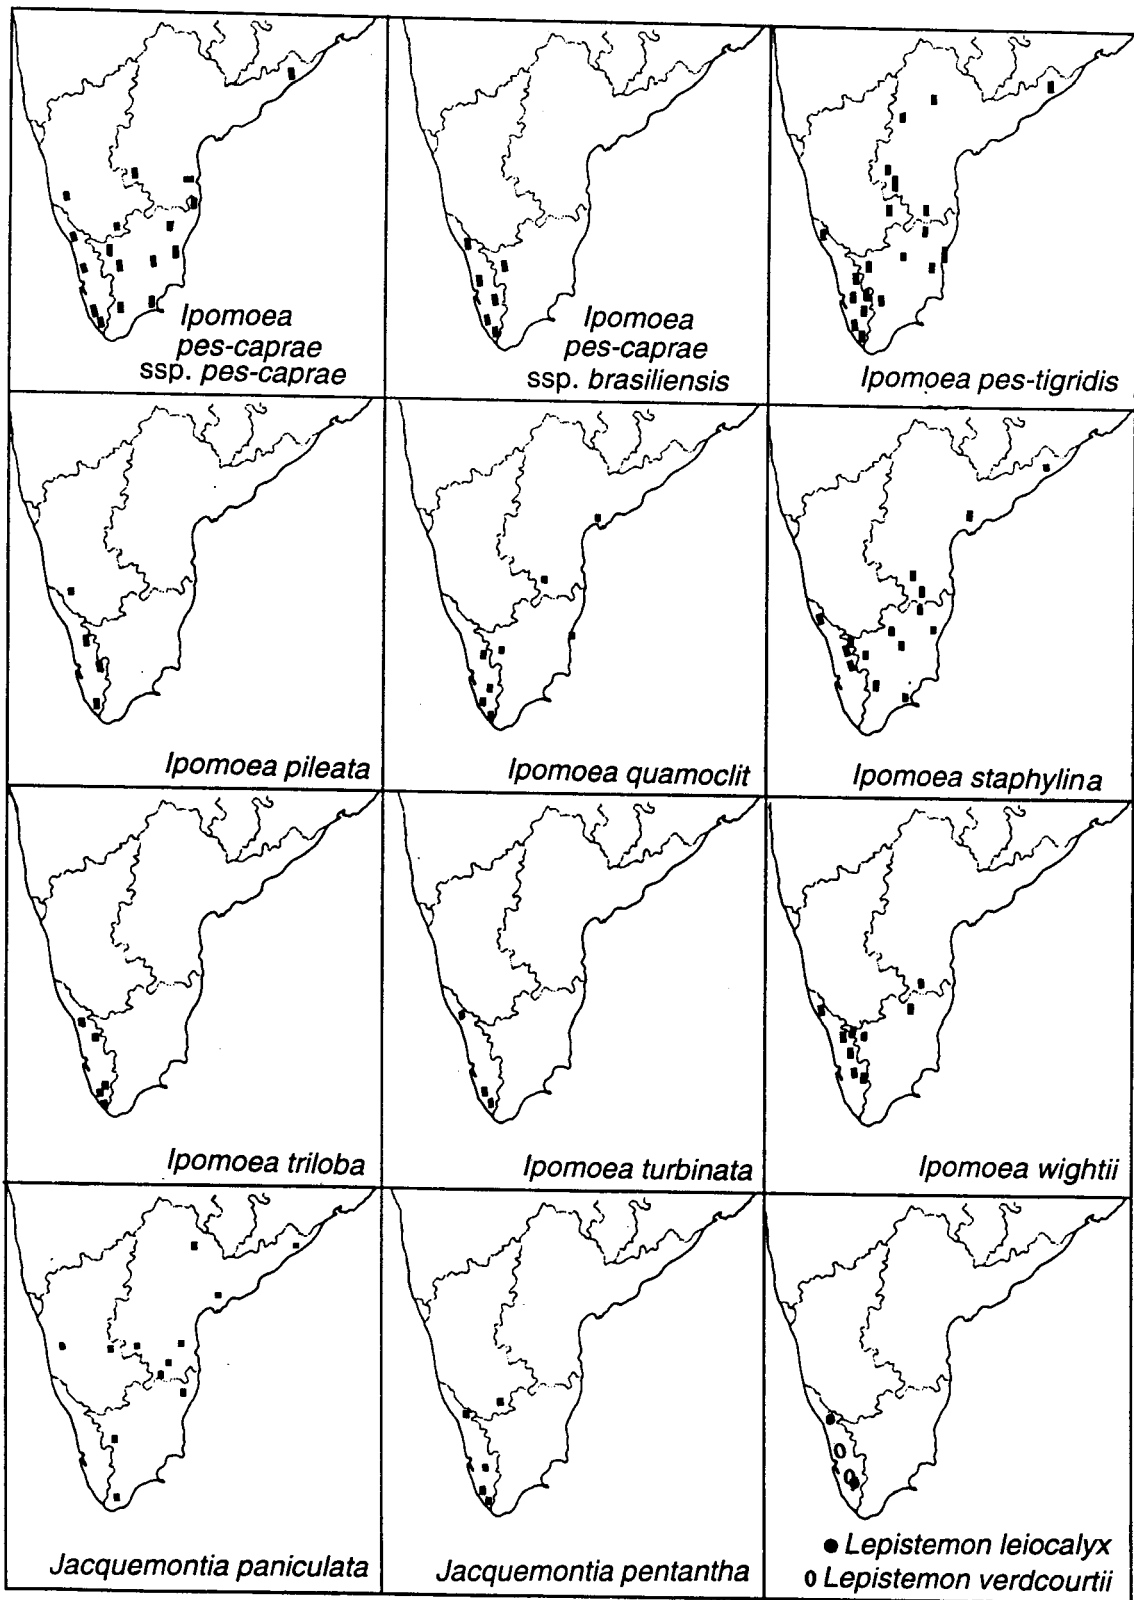 Ipomoea
pes-caprae
ssp. pes-caprae
Ipomoea
pes-caprae
ssp. brasiliensis
Ipomoea pes-tigridis
Ipomoea pileata
Ipomoea quamoclit
Ipomoea staphylina
Ipomoea triloba
Ipomoea turbinata
Ipomoea wightii
Jacquemontia paniculata
Jacquemontia pentantha
Lepistemon leiocalyx
Lepistemon verdcourtii